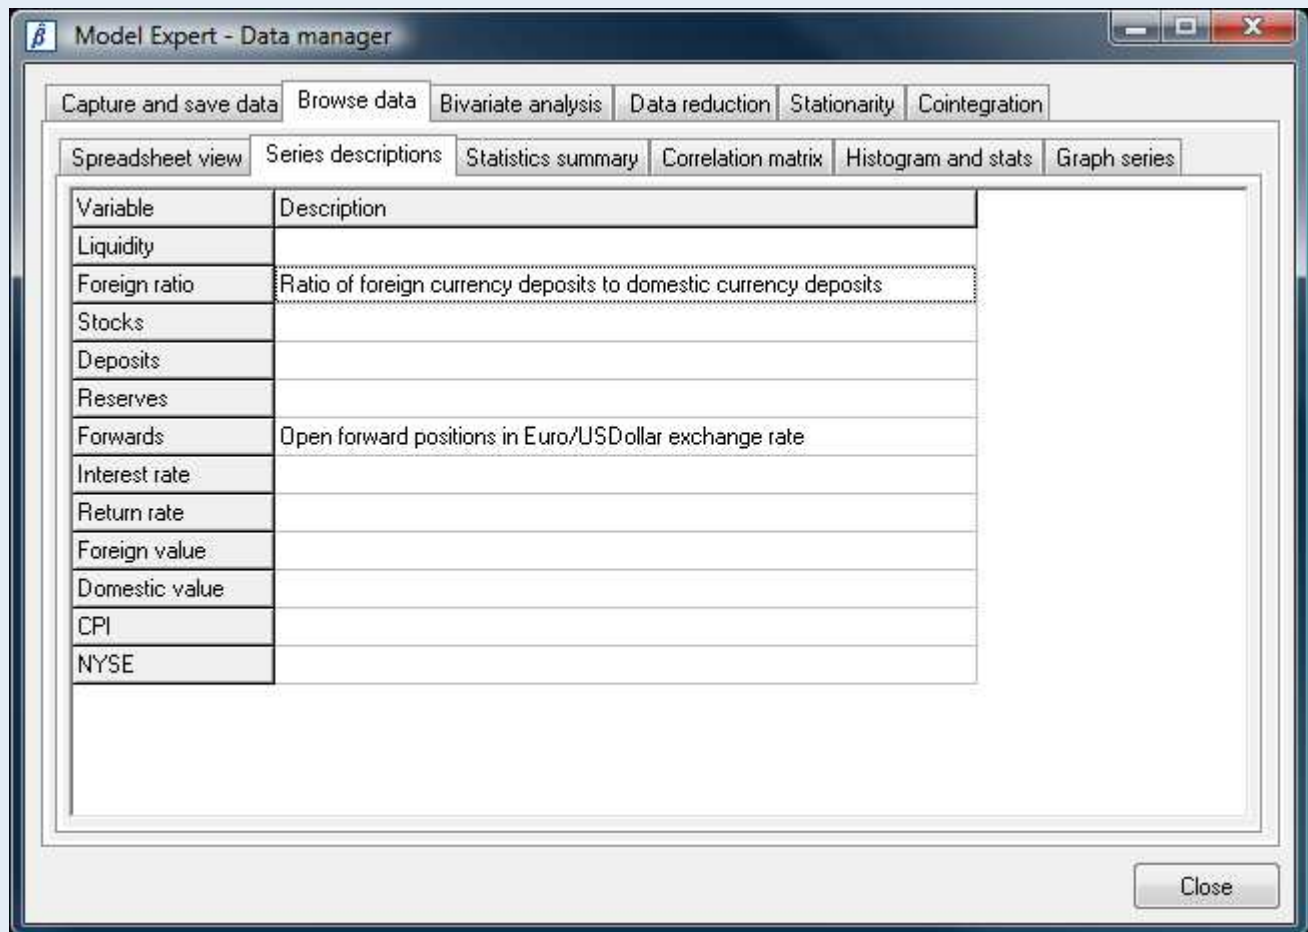 β̂ Model Expert - Data manager
Capture and save data Browse data Bivariate analysis Data reduction Stationarity Cointegration
Spreadsheet view Series descriptions Statistics summary Correlation matrix Histogram and stats Graph series
Variable Description
Liquidity
Foreign ratio Ratio of foreign currency deposits to domestic currency deposits
Stocks
Deposits
Reserves
Forwards Open forward positions in Euro/USDollar exchange rate
Interest rate
Return rate
Foreign value
Domestic value
CPI
NYSE
Close